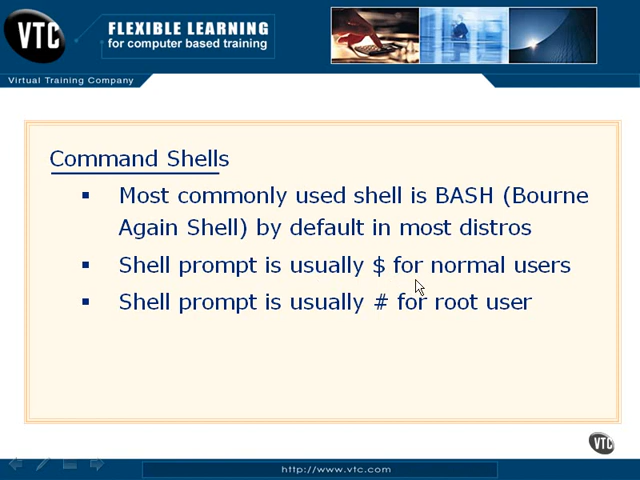 VTC
FLEXIBLE LEARNING
for computer based training
Virtual Training Company
Command Shells
▪ Most commonly used shell is BASH (Bourne
Again Shell) by default in most distros
▪ Shell prompt is usually $ for normal users
▪ Shell prompt is usually # for root user
VTC
http://www.vtc.com